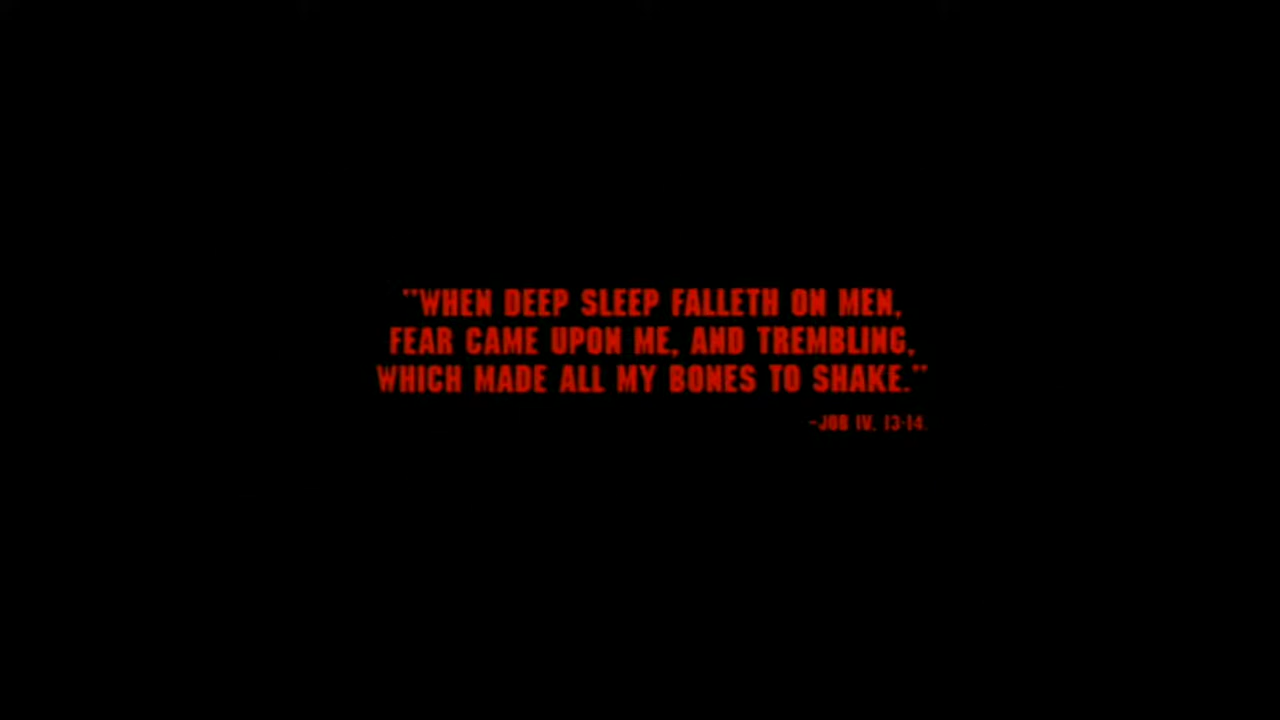 "WHEN DEEP SLEEP FALLETH ON MEN,
FEAR CAME UPON ME, AND TREMBLING,
WHICH MADE ALL MY BONES TO SHAKE."
-JOB IV, 13-14.